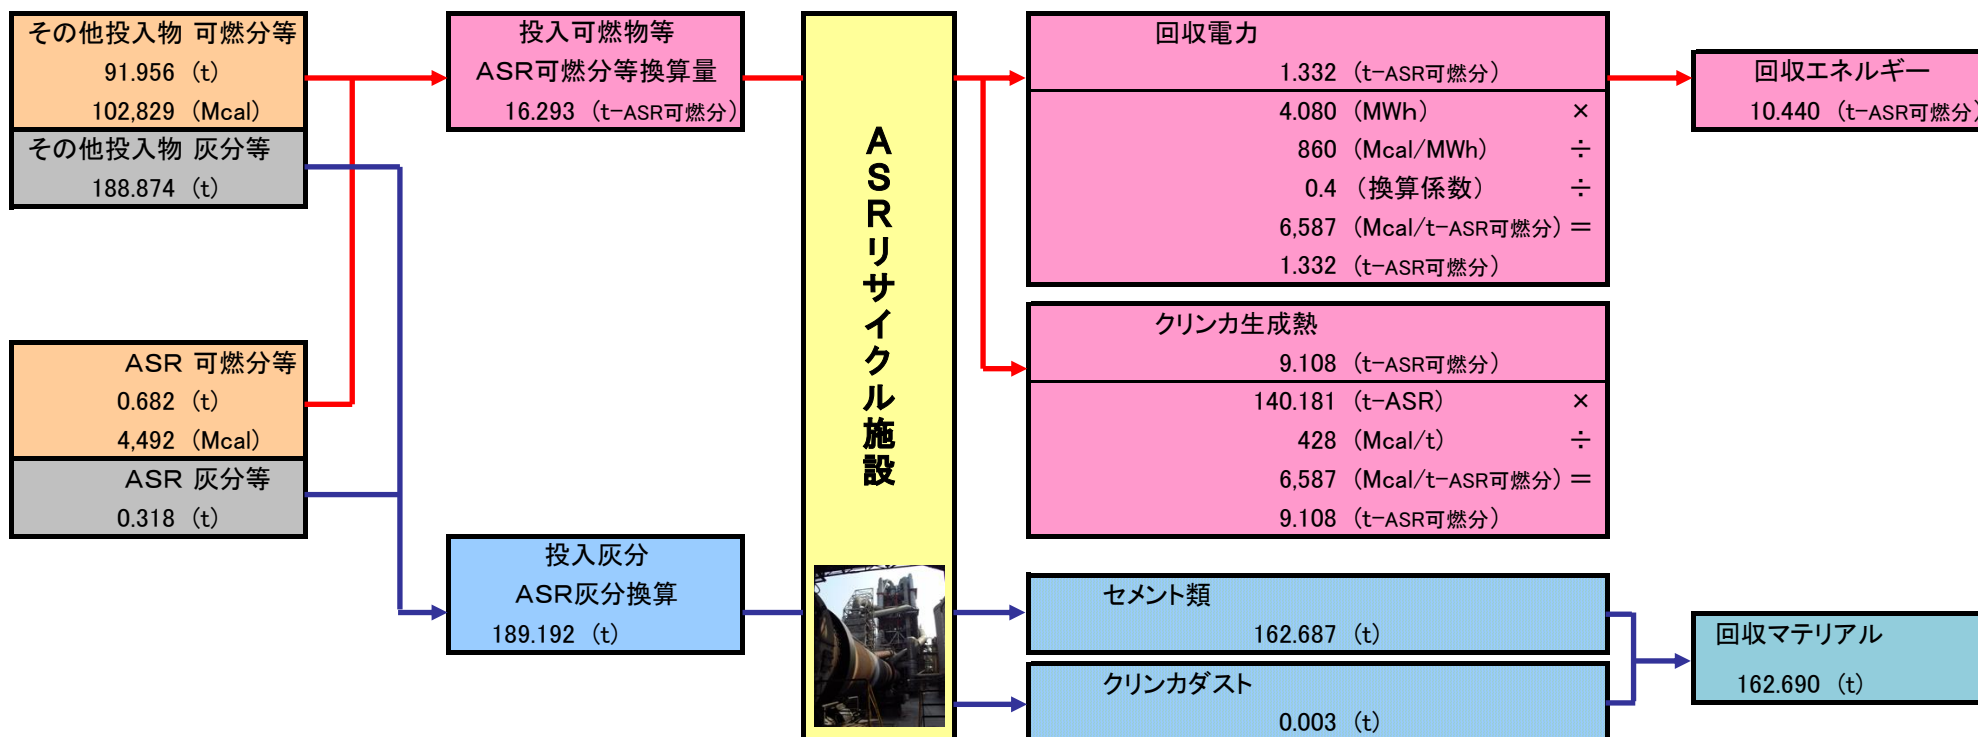 その他投入物 可燃分等
91.956 (t)
102,829 (Mcal)
その他投入物 灰分等
188.874 (t)
ASR 可燃分等
0.682 (t)
4,492 (Mcal)
ASR 灰分等
0.318 (t)
投入可燃物等
ASR可燃分等換算量
16.293 (t-ASR可燃分)
投入灰分
ASR灰分換算
189.192 (t)
ASRリサイクル施設
回収電力
1.332 (t-ASR可燃分)
4.080 (MWh) ×
860 (Mcal/MWh) ÷
0.4 (換算係数) ÷
6,587 (Mcal/t-ASR可燃分) =
1.332 (t-ASR可燃分)
クリンカ生成熱
9.108 (t-ASR可燃分)
140.181 (t-ASR) ×
428 (Mcal/t) ÷
6,587 (Mcal/t-ASR可燃分) =
9.108 (t-ASR可燃分)
セメント類
162.687 (t)
クリンカダスト
0.003 (t)
回収エネルギー
10.440 (t-ASR可燃分)
回収マテリアル
162.690 (t)